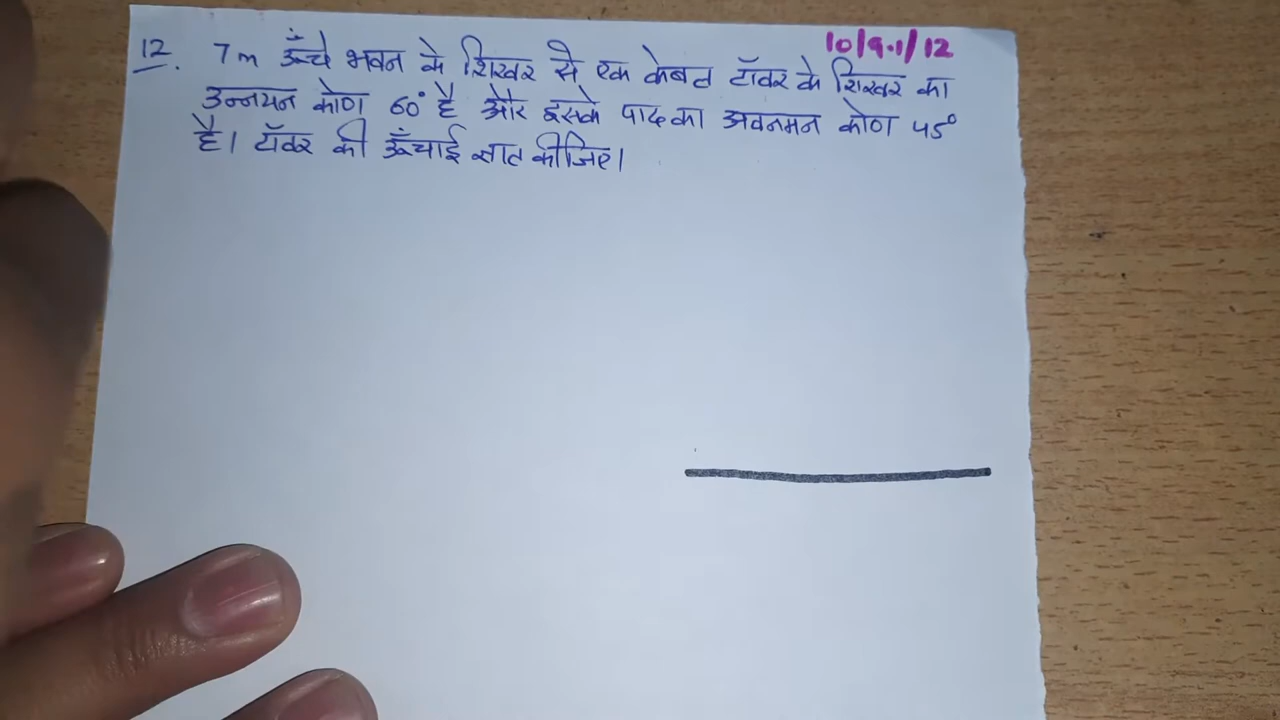 10/9.1/12
12. 7m ऊँचे भवन के शिखर से एक केबल टॉवर के शिखर का
उन्नयन कोण 60° है और इसके पाद का अवनमन कोण 45°
है। टॉवर की ऊँचाई ज्ञात कीजिए।